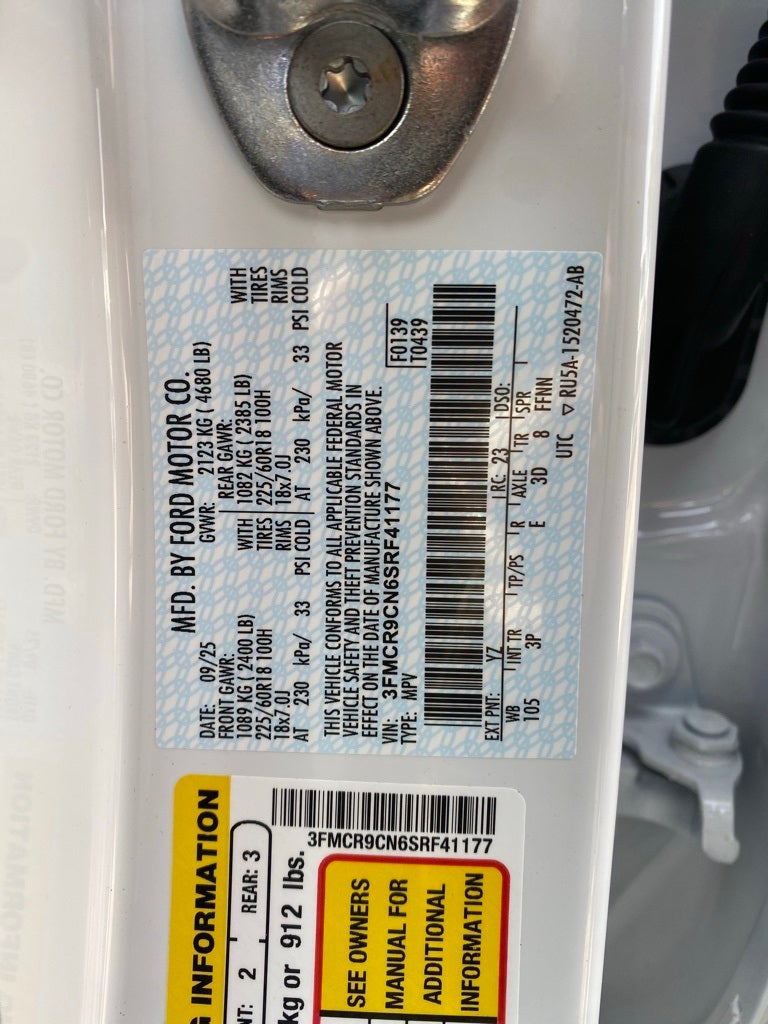 MFD. BY FORD MOTOR CO.
DATE: 09/25 GVWR: 2123 KG ( 4680 LB)
FRONT GAWR: REAR GAWR:
1089 KG ( 2400 LB) WITH 1082 KG ( 2385 LB) WITH
225/60R18 100H TIRES 225/60R18 100H TIRES
18x7.0J RIMS 18x7.0J RIMS
AT 230 kPa/ 33 PSI COLD AT 230 kPa/ 33 PSI COLD
THIS VEHICLE CONFORMS TO ALL APPLICABLE FEDERAL MOTOR
VEHICLE SAFETY AND THEFT PREVENTION STANDARDS IN
EFFECT ON THE DATE OF MANUFACTURE SHOWN ABOVE.
VIN: 3FMCR9CN6SRF41177 F0139
TYPE: MPV T0439
EXT PNT: YZ RC: 23 DSO:
WB INT TR TP/PS R AXLE TR SPR
105 3P E 3D 8 FFNN
UTC ▽ RU5A-1520472-AB
INFORMATION
2 REAR: 3
kg or 912 lbs.
3FMCR9CN6SRF41177
SEE OWNERS
MANUAL FOR
ADDITIONAL
INFORMATION